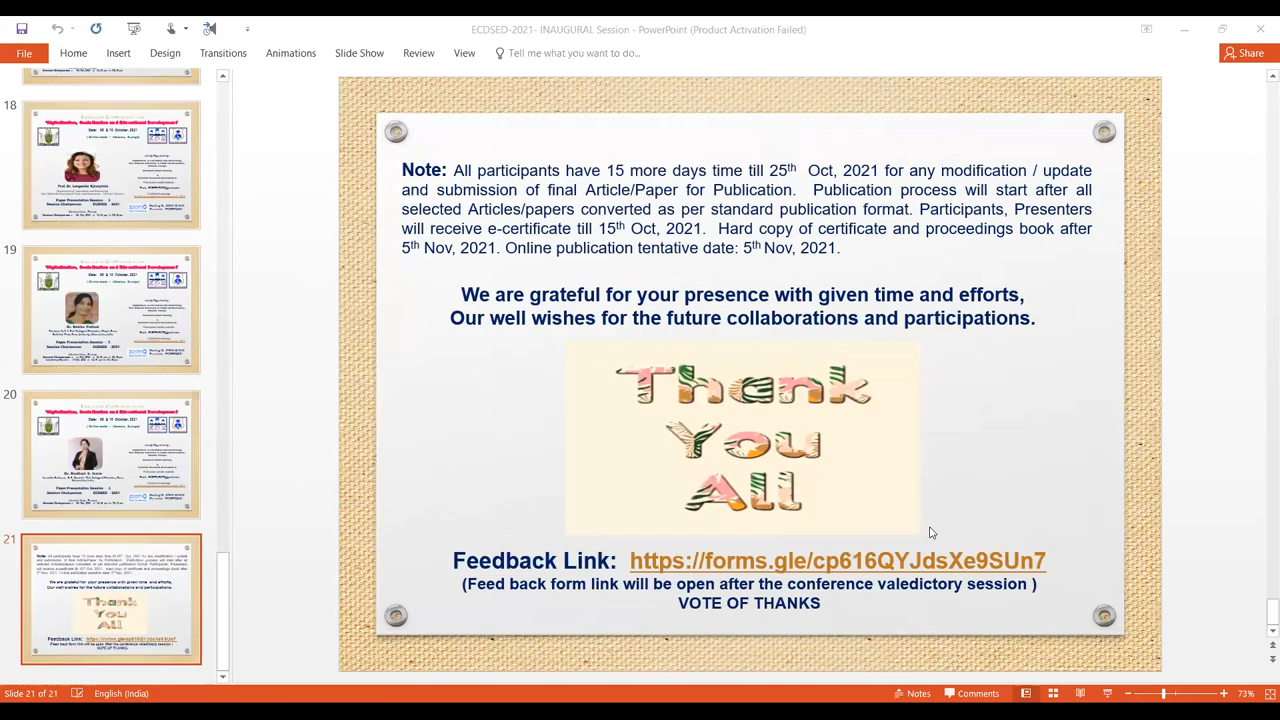 ECDSED-2021- INAUGURAL Session - PowerPoint (Product Activation Failed)
File Home Insert Design Transitions Animations Slide Show Review View Tell me what you want to do... Share
18
19
20
21
Note: All participants have 15 more days time till 25th Oct, 2021 for any modification / update
and submission of final Article/Paper for Publication. Publication process will start after all
selected Articles/papers converted as per standard publication format. Participants, Presenters
will receive e-certificate till 15th Oct, 2021. Hard copy of certificate and proceedings book after
5th Nov, 2021. Online publication tentative date: 5th Nov, 2021.
We are grateful for your presence with given time and efforts,
Our well wishes for the future collaborations and participations.
Thank
You
All
Feedback Link: https://forms.gle/cp6T6QYJdsXe9SUn7
(Feed back form link will be open after the conference valedictory session )
VOTE OF THANKS
Slide 21 of 21 English (India) Notes Comments 73%